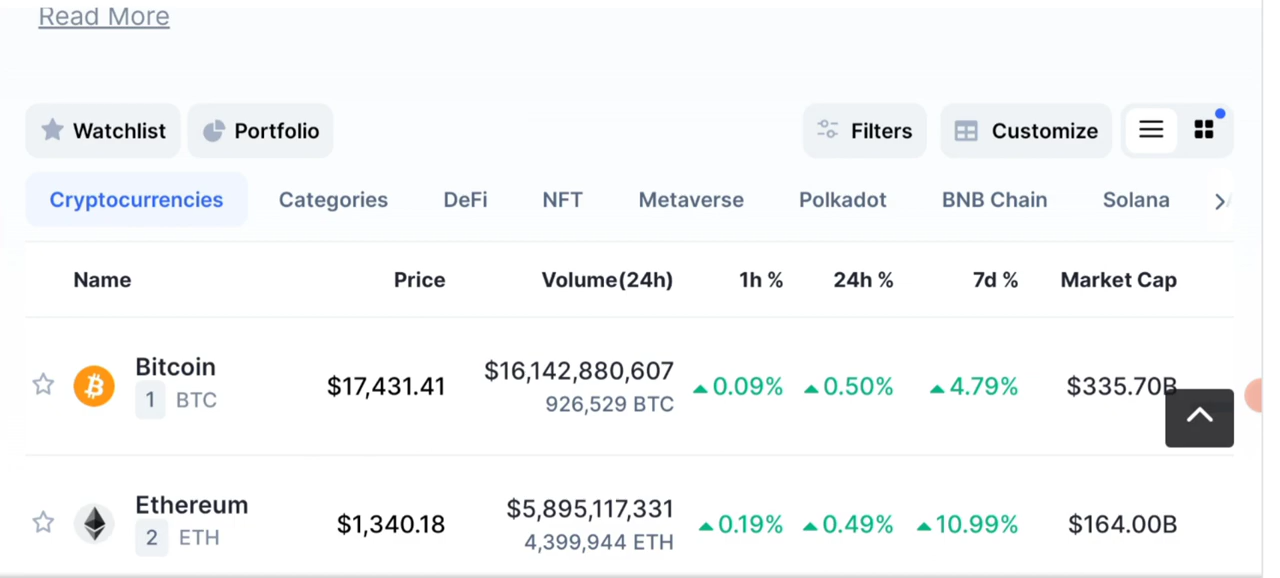 Read More
Watchlist Portfolio Filters Customize
Cryptocurrencies Categories DeFi NFT Metaverse Polkadot BNB Chain Solana
Name Price Volume(24h) 1h % 24h % 7d % Market Cap
Bitcoin
1 BTC
$17,431.41
$16,142,880,607
926,529 BTC
0.09% 0.50% 4.79% $335.70B
Ethereum
2 ETH
$1,340.18
$5,895,117,331
4,399,944 ETH
0.19% 0.49% 10.99% $164.00B